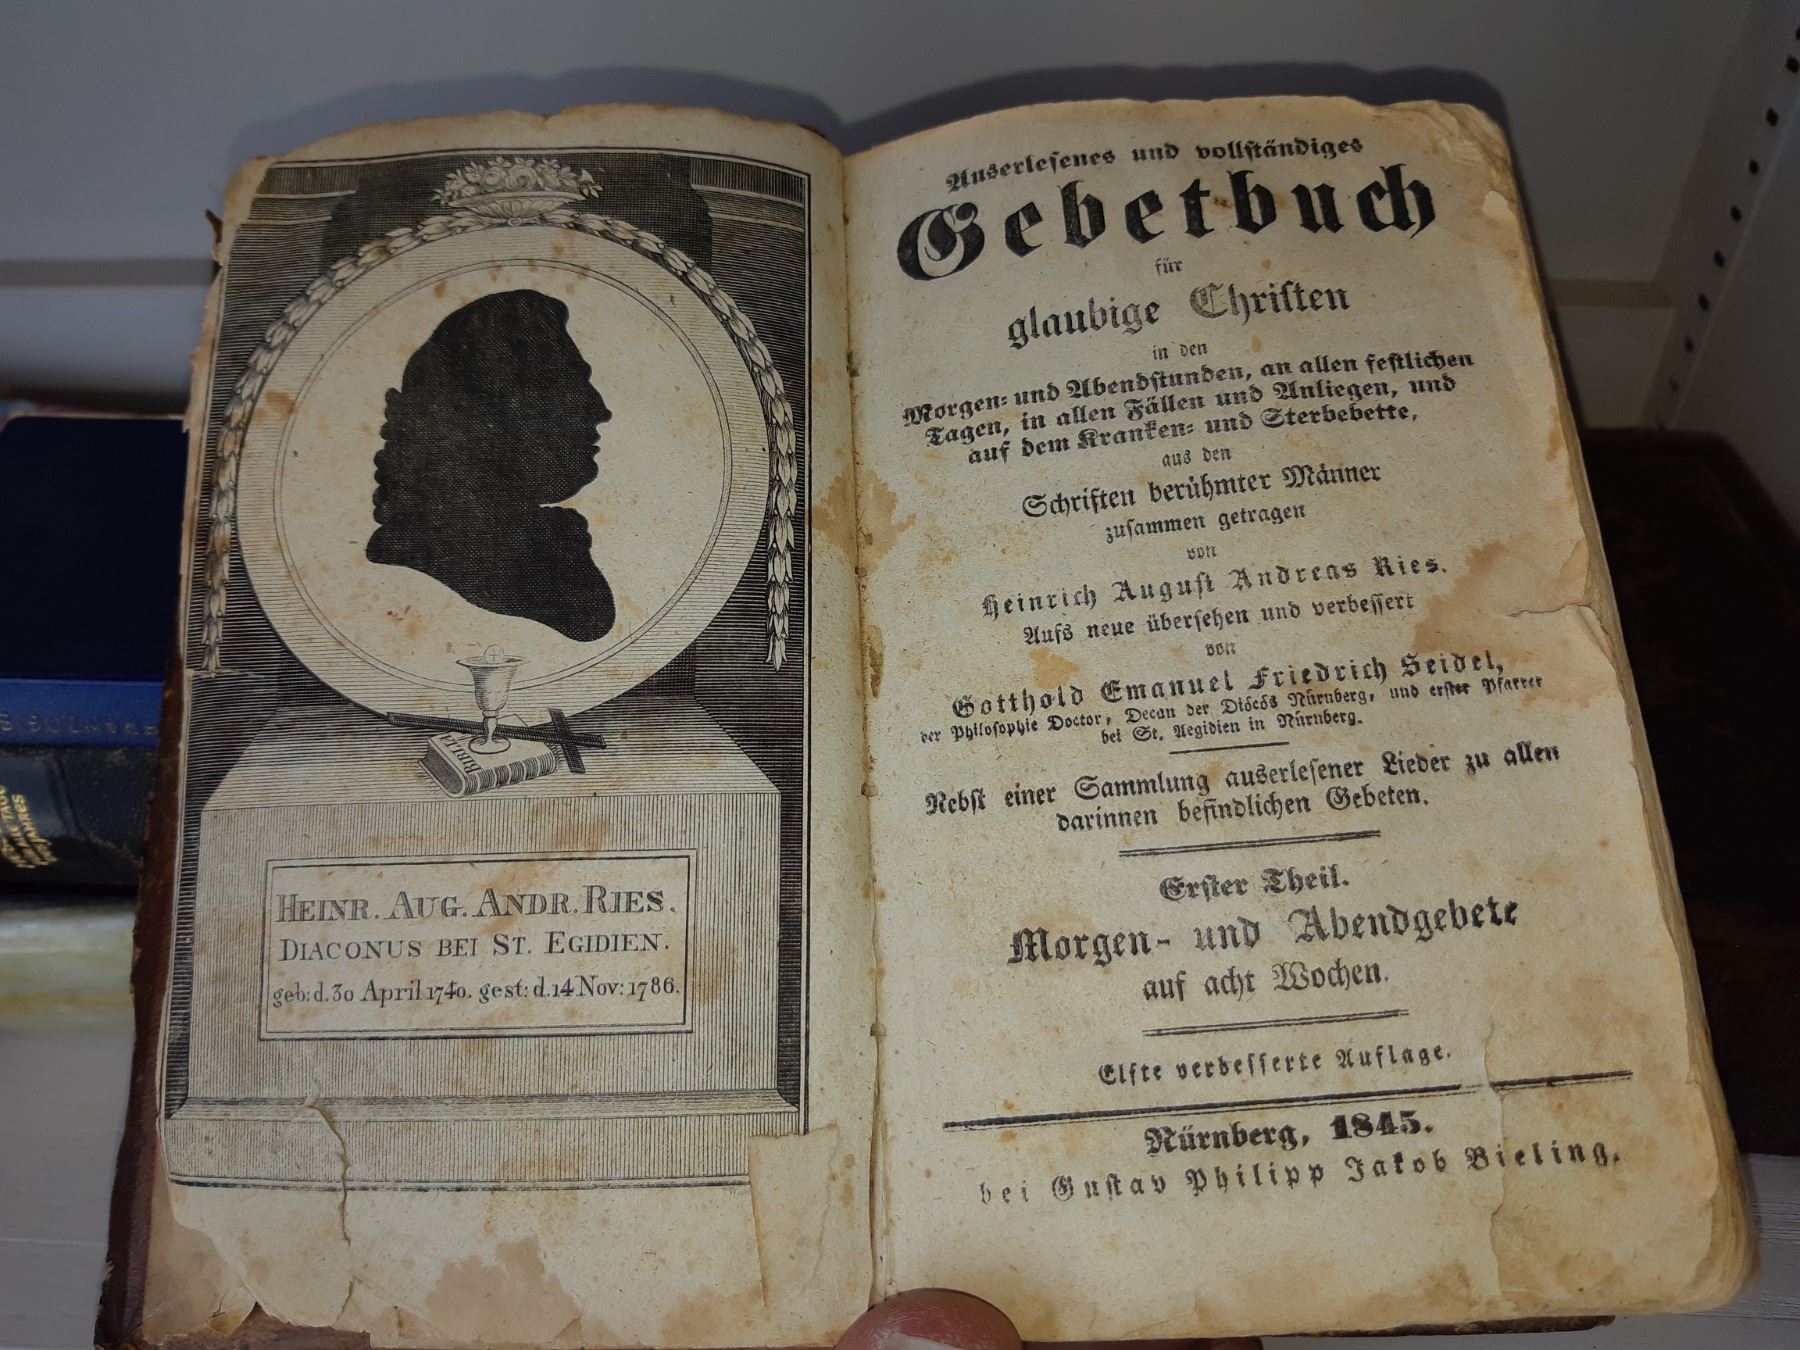 HEINR. AUG. ANDR. RIES.
DIACONUS BEI ST. EGIDIEN.
geb: d. 30 April 1740. gest: d. 14 Nov: 1786.
BIBLIA
Auserlesenes und vollständiges
Gebetbuch
für
glaubige Christen
in den
Morgen- und Abendstunden, an allen festlichen
Tagen, in allen Fällen und Anliegen, und
auf dem Kranken- und Sterbebette,
aus den
Schriften berühmter Männer
zusammen getragen
von
Heinrich August Andreas Ries.
Aufs neue übersehen und verbessert
von
Gotthold Emanuel Friedrich Seidel,
der Philosophie Doctor, Decan der Diöcös Nürnberg, und erster Pfarrer
bei St. Aegidien in Nürnberg.
Nebst einer Sammlung auserlesener Lieder zu allen
darinnen befindlichen Gebeten.
Erster Theil.
Morgen- und Abendgebete
auf acht Wochen.
Elfte verbesserte Auflage.
Nürnberg, 1845.
bei Gustav Philipp Jakob Bieling.